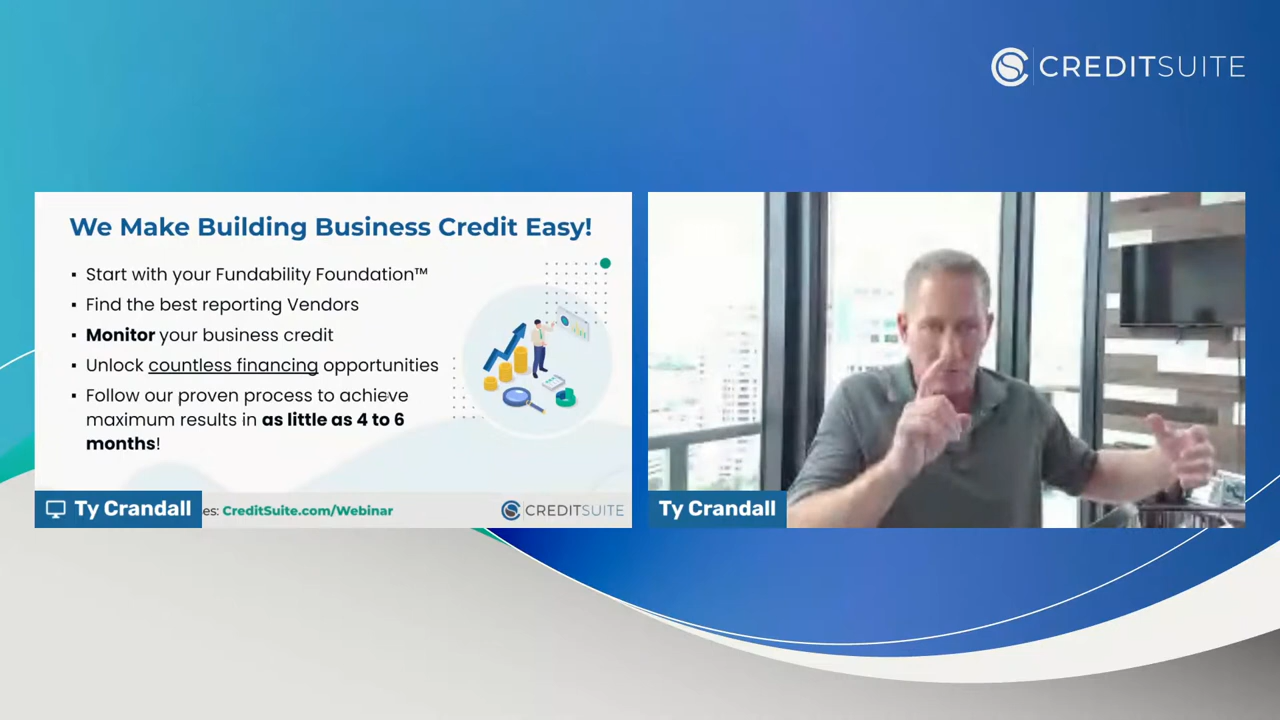 CREDITSUITE
We Make Building Business Credit Easy!
▪ Start with your Fundability Foundation™
▪ Find the best reporting Vendors
▪ Monitor your business credit
▪ Unlock countless financing opportunities
▪ Follow our proven process to achieve
maximum results in as little as 4 to 6
months!
Ty Crandall
es: CreditSuite.com/Webinar
CREDITSUITE
Ty Crandall